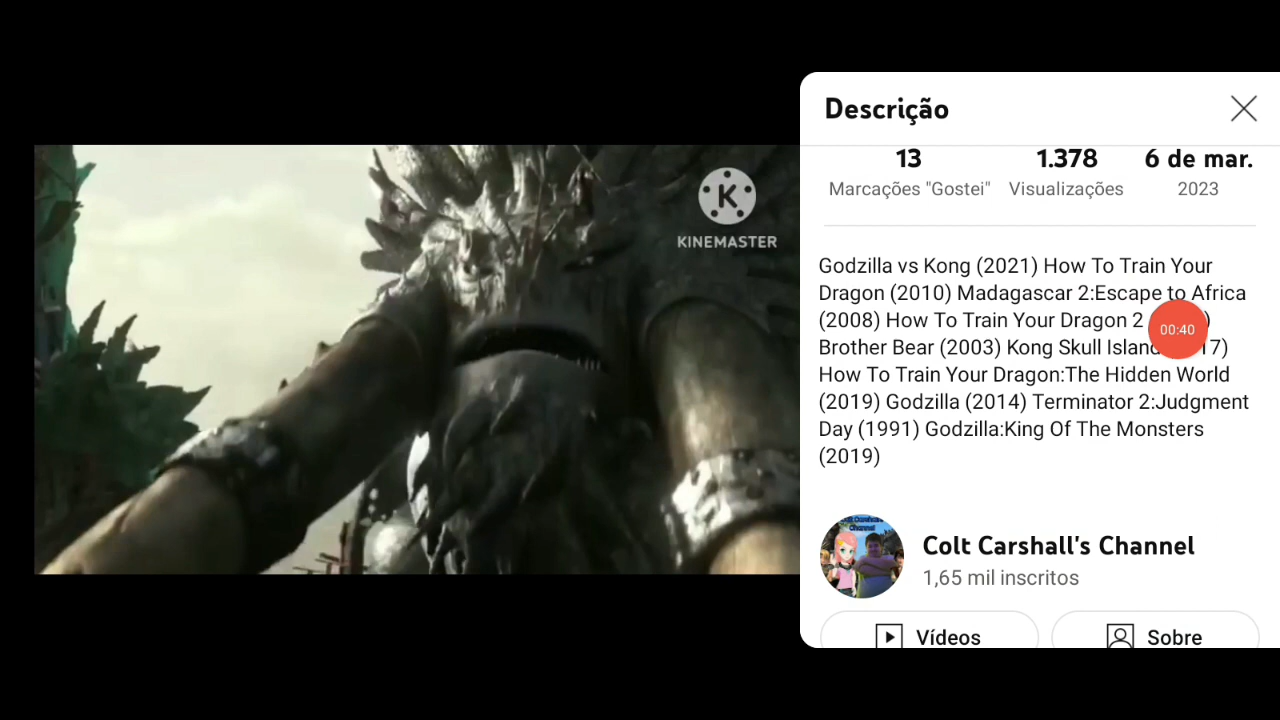 K
KINEMASTER
Descrição
13
1.378
6 de mar.
Marcações "Gostei"
Visualizações
2023
Godzilla vs Kong (2021) How To Train Your
Dragon (2010) Madagascar 2:Escape to Africa
(2008) How To Train Your Dragon 2
00:40
Brother Bear (2003) Kong Skull Island
How To Train Your Dragon:The Hidden World
(2019) Godzilla (2014) Terminator 2:Judgment
Day (1991) Godzilla:King Of The Monsters
(2019)
Colt Carshall's Channel
1,65 mil inscritos
Vídeos
Sobre